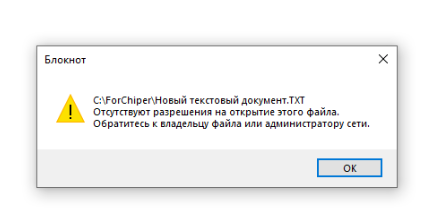 Блокнот
C:\ForChiper\Новый текстовый документ.TXT
Отсутствуют разрешения на открытие этого файла.
Обратитесь к владельцу файла или администратору сети.
ОК